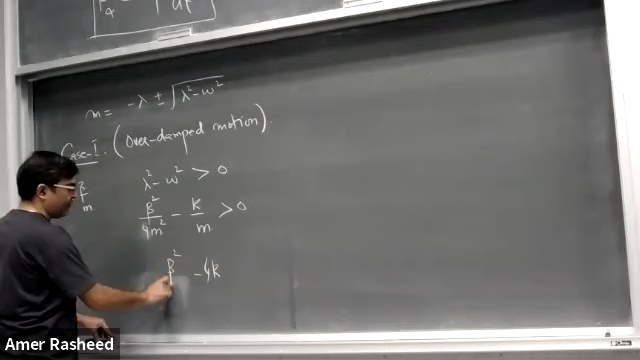 m = -λ ± √λ²-ω²
Case-I. (Over-damped motion).
λ² - ω² > 0
β²/4m² - k/m > 0
β² - 4k
Amer Rasheed